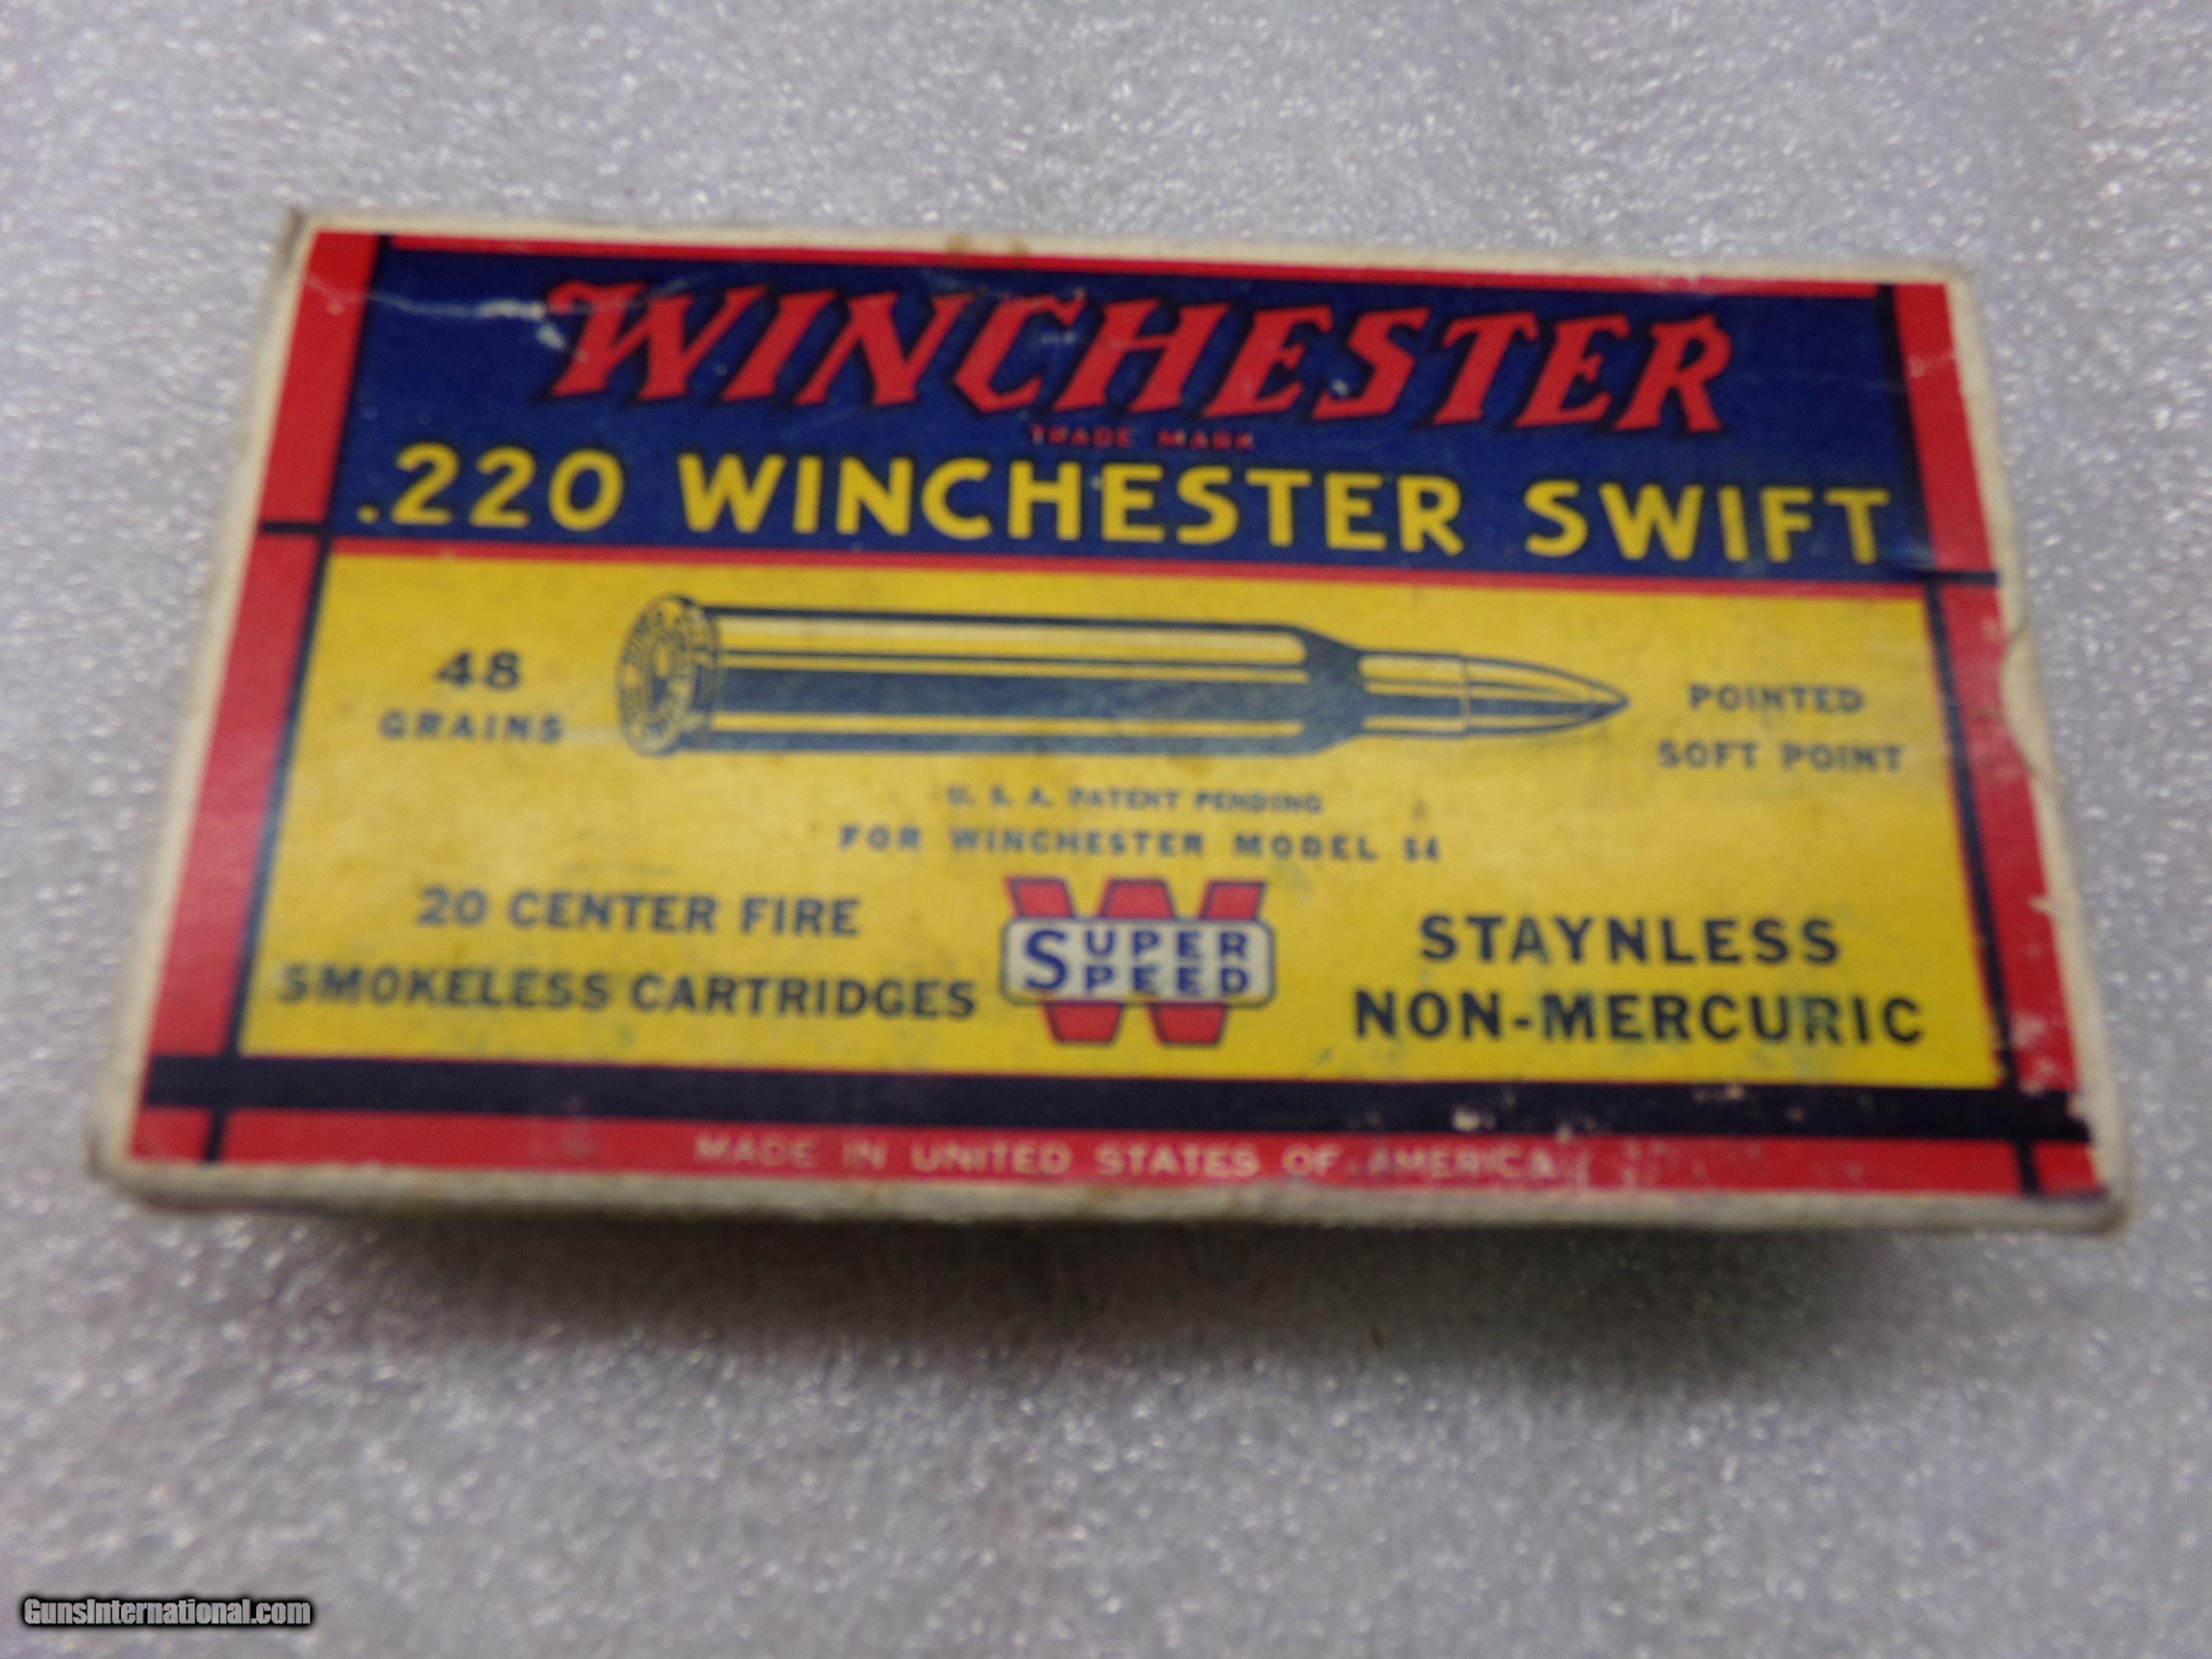 WINCHESTER
TRADE MARK
.220 WINCHESTER SWIFT
48
GRAINS
POINTED
SOFT POINT
U. S. A. PATENT PENDING
FOR WINCHESTER MODEL 54
20 CENTER FIRE
SMOKELESS CARTRIDGES
W
SUPER
SPEED
STAYNLESS
NON-MERCURIC
MADE IN UNITED STATES OF AMERICA
GunsInternational.com